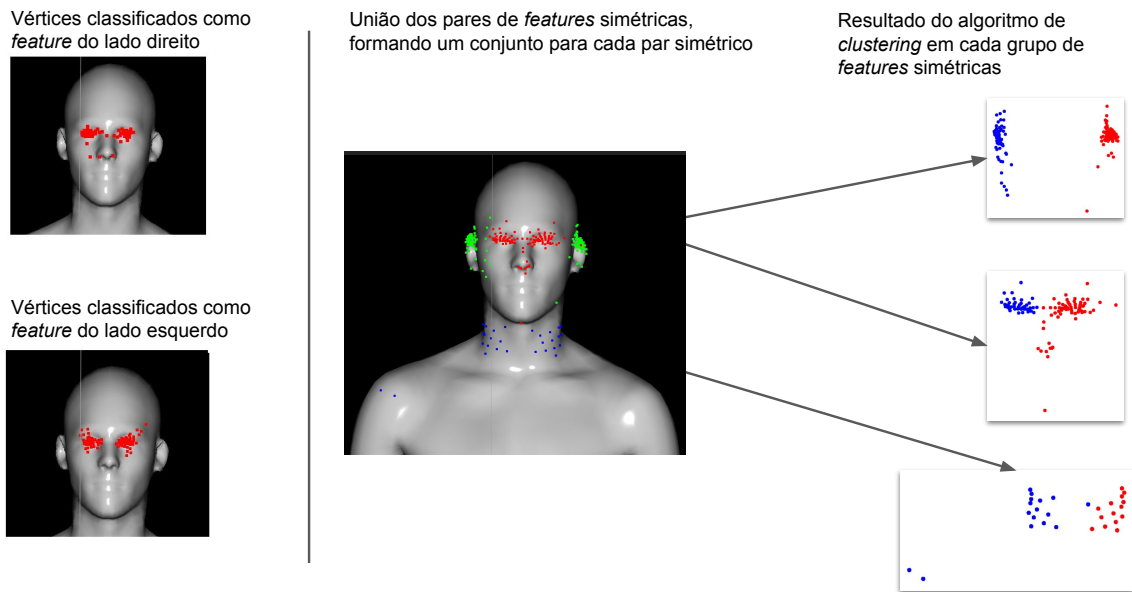 Vértices classificados como
feature do lado direito
Vértices classificados como
feature do lado esquerdo
União dos pares de features simétricas,
formando um conjunto para cada par simétrico
Resultado do algoritmo de
clustering em cada grupo de
features simétricas